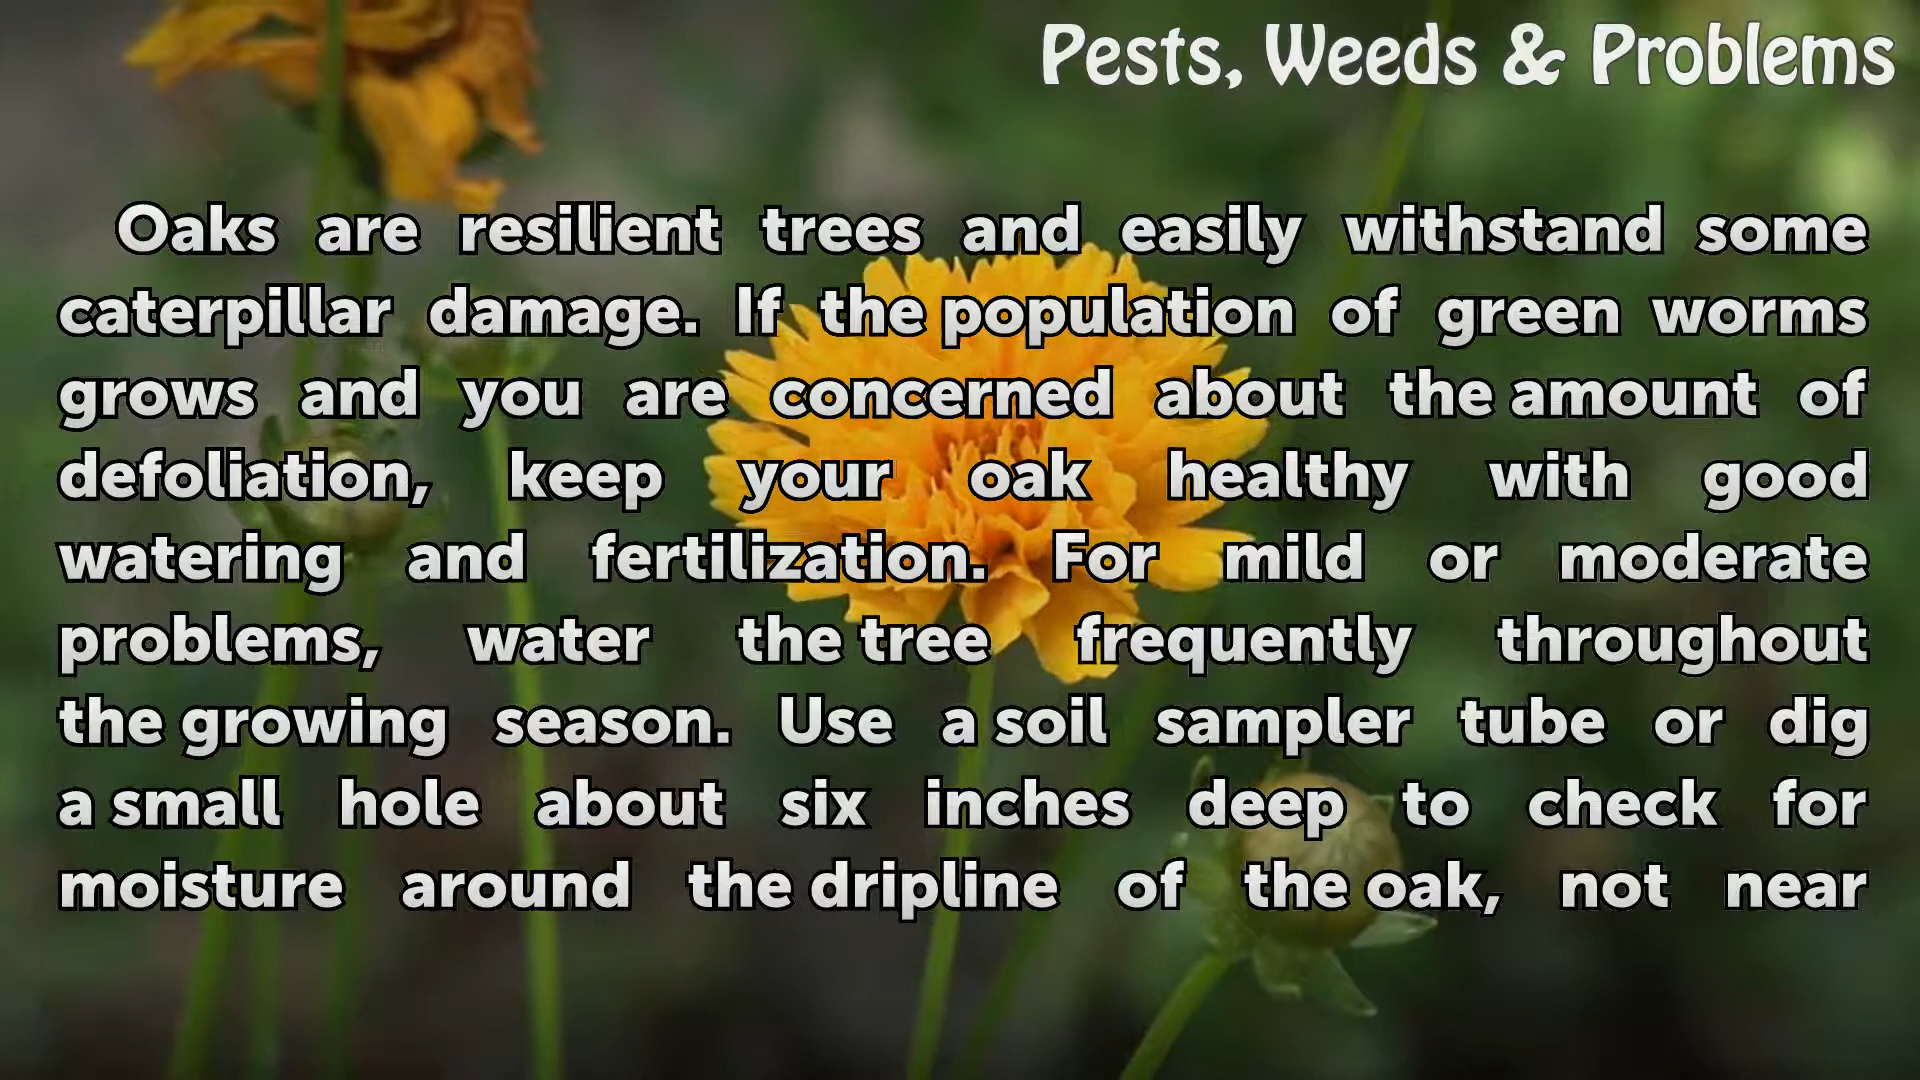 Pests, Weeds & Problems
Oaks are resilient trees and easily withstand some
caterpillar damage. If the population of green worms
grows and you are concerned about the amount of
defoliation, keep your oak healthy with good
watering and fertilization. For mild or moderate
problems, water the tree frequently throughout
the growing season. Use a soil sampler tube or dig
a small hole about six inches deep to check for
moisture around the dripline of the oak, not near